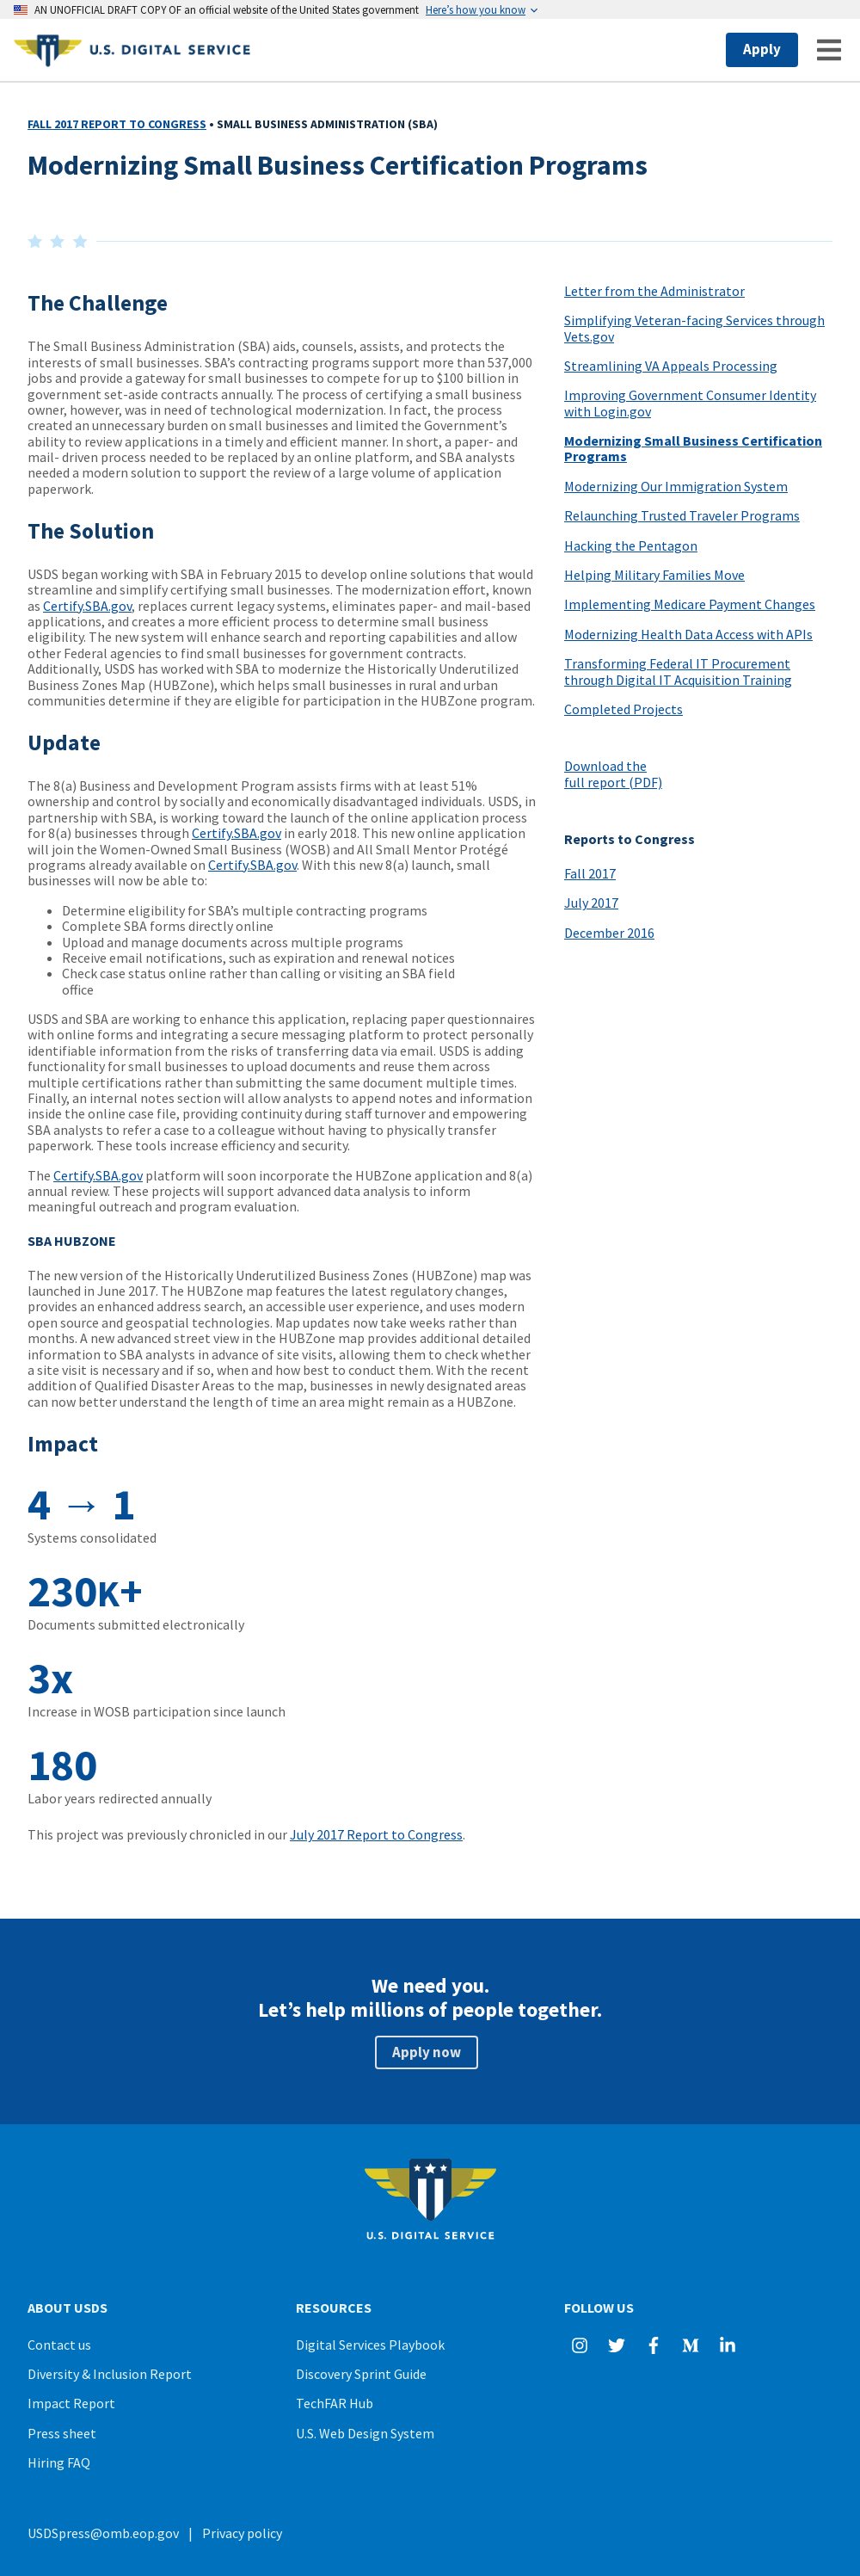 AN UNOFFICIAL DRAFT COPY OF an official website of the United States government Here's how you know
U.S. DIGITAL SERVICE
Apply
FALL 2017 REPORT TO CONGRESS • SMALL BUSINESS ADMINISTRATION (SBA)
Modernizing Small Business Certification Programs
The Challenge
The Small Business Administration (SBA) aids, counsels, assists, and protects the
interests of small businesses. SBA’s contracting programs support more than 537,000
jobs and provide a gateway for small businesses to compete for up to $100 billion in
government set-aside contracts annually. The process of certifying a small business
owner, however, was in need of technological modernization. In fact, the process
created an unnecessary burden on small businesses and limited the Government’s
ability to review applications in a timely and efficient manner. In short, a paper- and
mail- driven process needed to be replaced by an online platform, and SBA analysts
needed a modern solution to support the review of a large volume of application
paperwork.
The Solution
USDS began working with SBA in February 2015 to develop online solutions that would
streamline and simplify certifying small businesses. The modernization effort, known
as Certify.SBA.gov, replaces current legacy systems, eliminates paper- and mail-based
applications, and creates a more efficient process to determine small business
eligibility. The new system will enhance search and reporting capabilities and allow
other Federal agencies to find small businesses for government contracts.
Additionally, USDS has worked with SBA to modernize the Historically Underutilized
Business Zones Map (HUBZone), which helps small businesses in rural and urban
communities determine if they are eligible for participation in the HUBZone program.
Update
The 8(a) Business and Development Program assists firms with at least 51%
ownership and control by socially and economically disadvantaged individuals. USDS, in
partnership with SBA, is working toward the launch of the online application process
for 8(a) businesses through Certify.SBA.gov in early 2018. This new online application
will join the Women-Owned Small Business (WOSB) and All Small Mentor Protégé
programs already available on Certify.SBA.gov. With this new 8(a) launch, small
businesses will now be able to:
• Determine eligibility for SBA’s multiple contracting programs
• Complete SBA forms directly online
• Upload and manage documents across multiple programs
• Receive email notifications, such as expiration and renewal notices
• Check case status online rather than calling or visiting an SBA field
office
USDS and SBA are working to enhance this application, replacing paper questionnaires
with online forms and integrating a secure messaging platform to protect personally
identifiable information from the risks of transferring data via email. USDS is adding
functionality for small businesses to upload documents and reuse them across
multiple certifications rather than submitting the same document multiple times.
Finally, an internal notes section will allow analysts to append notes and information
inside the online case file, providing continuity during staff turnover and empowering
SBA analysts to refer a case to a colleague without having to physically transfer
paperwork. These tools increase efficiency and security.
The Certify.SBA.gov platform will soon incorporate the HUBZone application and 8(a)
annual review. These projects will support advanced data analysis to inform
meaningful outreach and program evaluation.
SBA HUBZONE
The new version of the Historically Underutilized Business Zones (HUBZone) map was
launched in June 2017. The HUBZone map features the latest regulatory changes,
provides an enhanced address search, an accessible user experience, and uses modern
open source and geospatial technologies. Map updates now take weeks rather than
months. A new advanced street view in the HUBZone map provides additional detailed
information to SBA analysts in advance of site visits, allowing them to check whether
a site visit is necessary and if so, when and how best to conduct them. With the recent
addition of Qualified Disaster Areas to the map, businesses in newly designated areas
can now better understand the length of time an area might remain as a HUBZone.
Impact
4 → 1
Systems consolidated
230K+
Documents submitted electronically
3x
Increase in WOSB participation since launch
180
Labor years redirected annually
This project was previously chronicled in our July 2017 Report to Congress.
Letter from the Administrator
Simplifying Veteran-facing Services through
Vets.gov
Streamlining VA Appeals Processing
Improving Government Consumer Identity
with Login.gov
Modernizing Small Business Certification
Programs
Modernizing Our Immigration System
Relaunching Trusted Traveler Programs
Hacking the Pentagon
Helping Military Families Move
Implementing Medicare Payment Changes
Modernizing Health Data Access with APIs
Transforming Federal IT Procurement
through Digital IT Acquisition Training
Completed Projects
Download the
full report (PDF)
Reports to Congress
Fall 2017
July 2017
December 2016
We need you.
Let’s help millions of people together.
Apply now
U.S. DIGITAL SERVICE
ABOUT USDS
Contact us
Diversity & Inclusion Report
Impact Report
Press sheet
Hiring FAQ
RESOURCES
Digital Services Playbook
Discovery Sprint Guide
TechFAR Hub
U.S. Web Design System
FOLLOW US
USDSpress@omb.eop.gov | Privacy policy